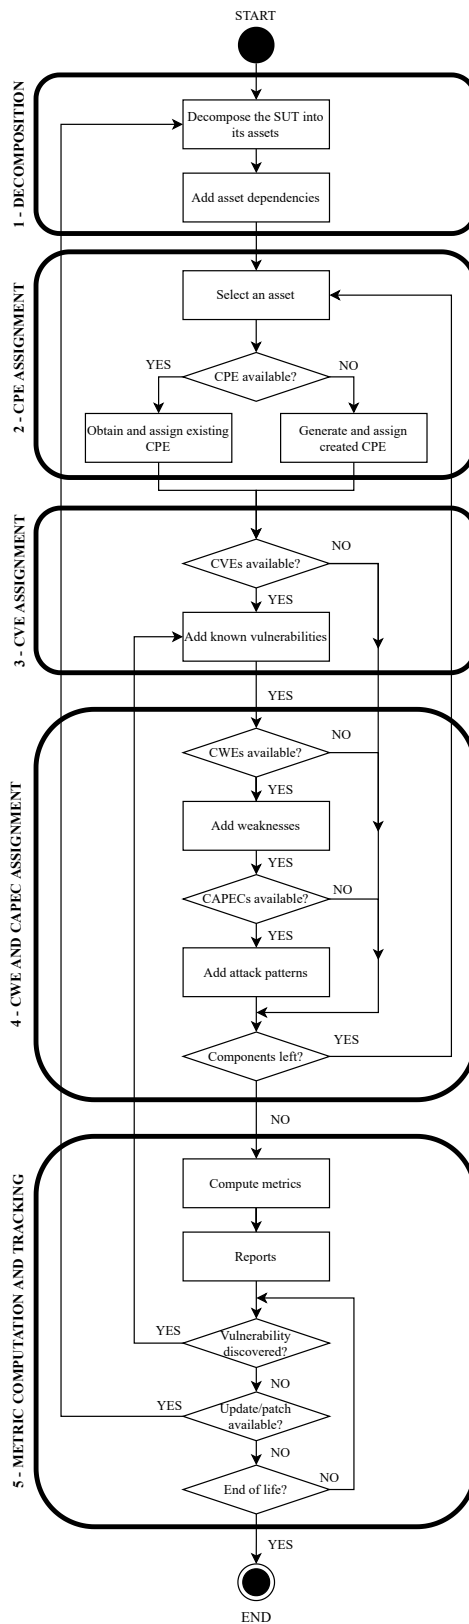 START
1 - DECOMPOSITION
Decompose the SUT into
its assets
Add asset dependencies
2 - CPE ASSIGNMENT
Select an asset
YES
CPE available?
NO
Obtain and assign existing
CPE
Generate and assign
created CPE
3 - CVE ASSIGNMENT
CVEs available?
NO
YES
Add known vulnerabilities
YES
4 - CWE AND CAPEC ASSIGNMENT
CWEs available?
NO
YES
Add weaknesses
YES
CAPECs available?
NO
YES
Add attack patterns
Components left?
YES
NO
5 - METRIC COMPUTATION AND TRACKING
Compute metrics
Reports
YES
Vulnerability
discovered?
NO
YES
Update/patch
available?
NO
End of life?
NO
YES
END